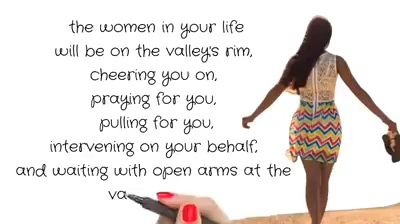 the women in your life
will be on the valley's rim,
cheering you on,
praying for you,
pulling for you,
intervening on your behalf,
and waiting with open arms at the
va